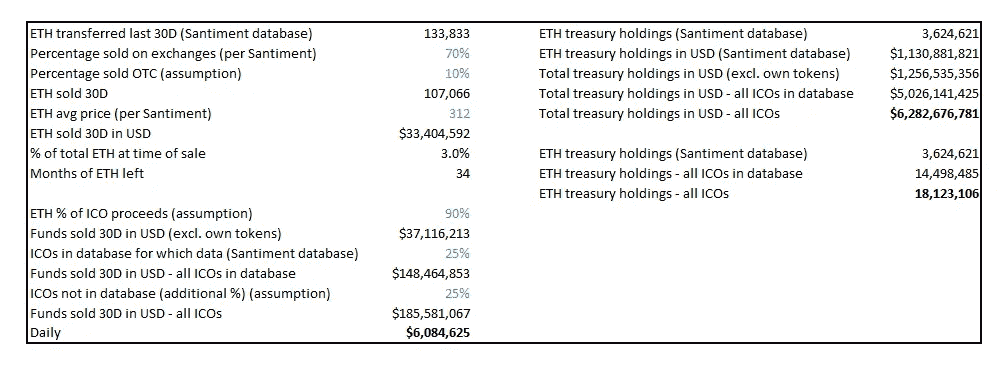 ETH transferred last 30D (Santiment database) 133,833
Percentage sold on exchanges (per Santiment) 70%
Percentage sold OTC (assumption) 10%
ETH sold 30D 107,066
ETH avg price (per Santiment) 312
ETH sold 30D in USD $33,404,592
% of total ETH at time of sale 3.0%
Months of ETH left 34
ETH % of ICO proceeds (assumption) 90%
Funds sold 30D in USD (excl. own tokens) $37,116,213
ICOs in database for which data (Santiment database) 25%
Funds sold 30D in USD - all ICOs in database $148,464,853
ICOs not in database (additional %) (assumption) 25%
Funds sold 30D in USD - all ICOs $185,581,067
Daily $6,084,625
ETH treasury holdings (Santiment database) 3,624,621
ETH treasury holdings in USD (Santiment database) $1,130,881,821
Total treasury holdings in USD (excl. own tokens) $1,256,535,356
Total treasury holdings in USD - all ICOs in database $5,026,141,425
Total treasury holdings in USD - all ICOs $6,282,676,781
ETH treasury holdings (Santiment database) 3,624,621
ETH treasury holdings - all ICOs in database 14,498,485
ETH treasury holdings - all ICOs 18,123,106